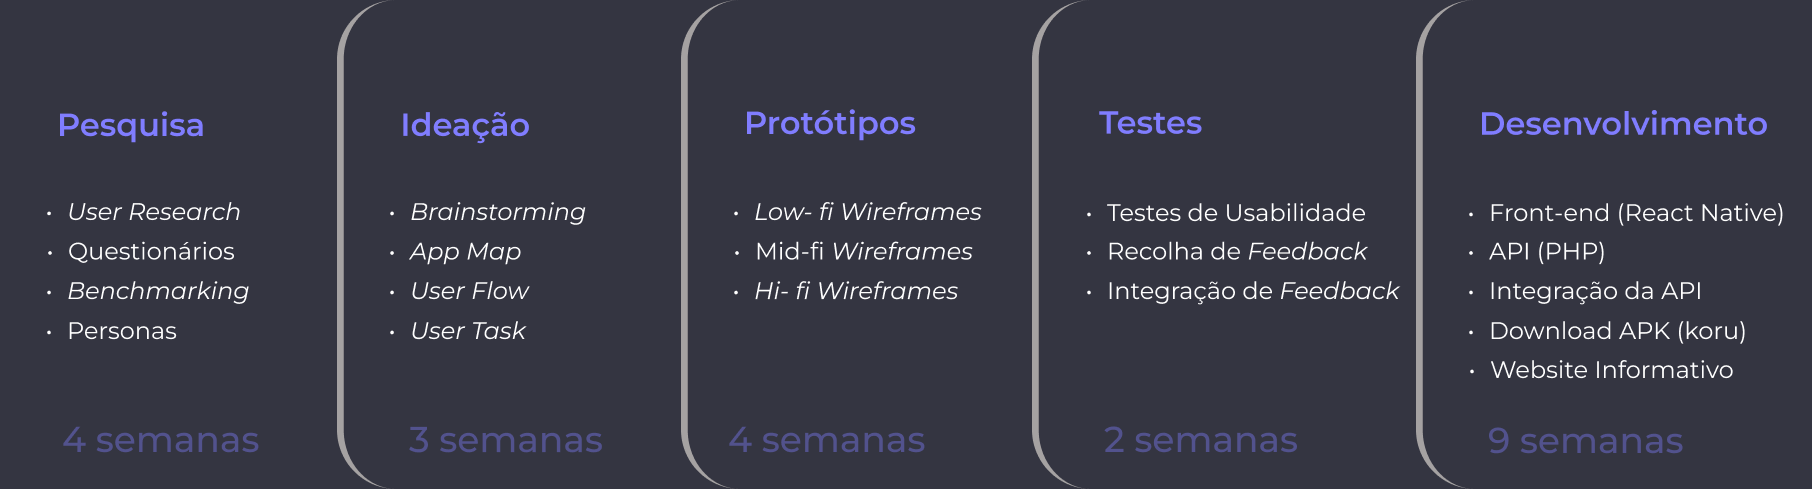 Pesquisa
• User Research
• Questionários
• Benchmarking
• Personas
4 semanas
Ideação
• Brainstorming
• App Map
• User Flow
• User Task
3 semanas
Protótipos
• Low- fi Wireframes
• Mid-fi Wireframes
• Hi- fi Wireframes
4 semanas
Testes
• Testes de Usabilidade
• Recolha de Feedback
• Integração de Feedback
2 semanas
Desenvolvimento
• Front-end (React Native)
• API (PHP)
• Integração da API
• Download APK (koru)
• Website Informativo
9 semanas